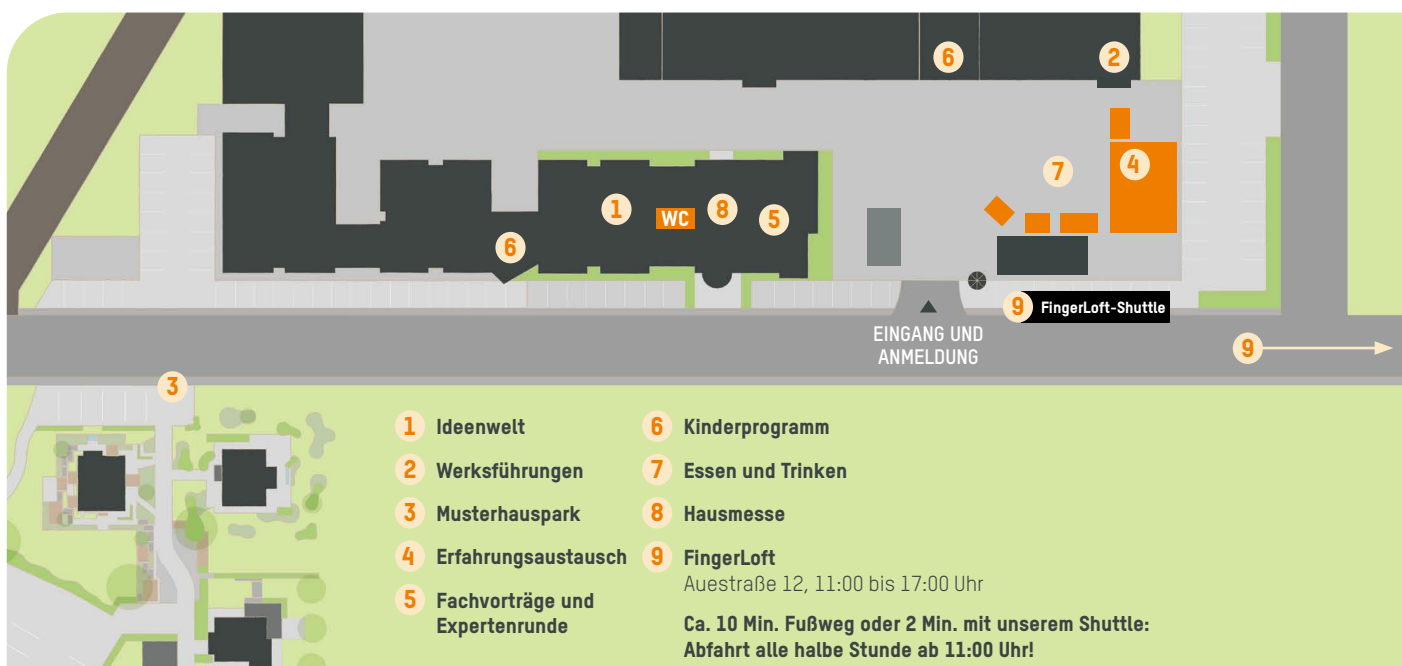 6
2
4
7
1
WC
8
5
6
9 FingerLoft-Shuttle
EINGANG UND
ANMELDUNG
9
3
1 Ideenwelt
2 Werksführungen
3 Musterhauspark
4 Erfahrungsaustausch
5 Fachvorträge und
Expertenrunde
6 Kinderprogramm
7 Essen und Trinken
8 Hausmesse
9 FingerLoft
Auestraße 12, 11:00 bis 17:00 Uhr
Ca. 10 Min. Fußweg oder 2 Min. mit unserem Shuttle:
Abfahrt alle halbe Stunde ab 11:00 Uhr!